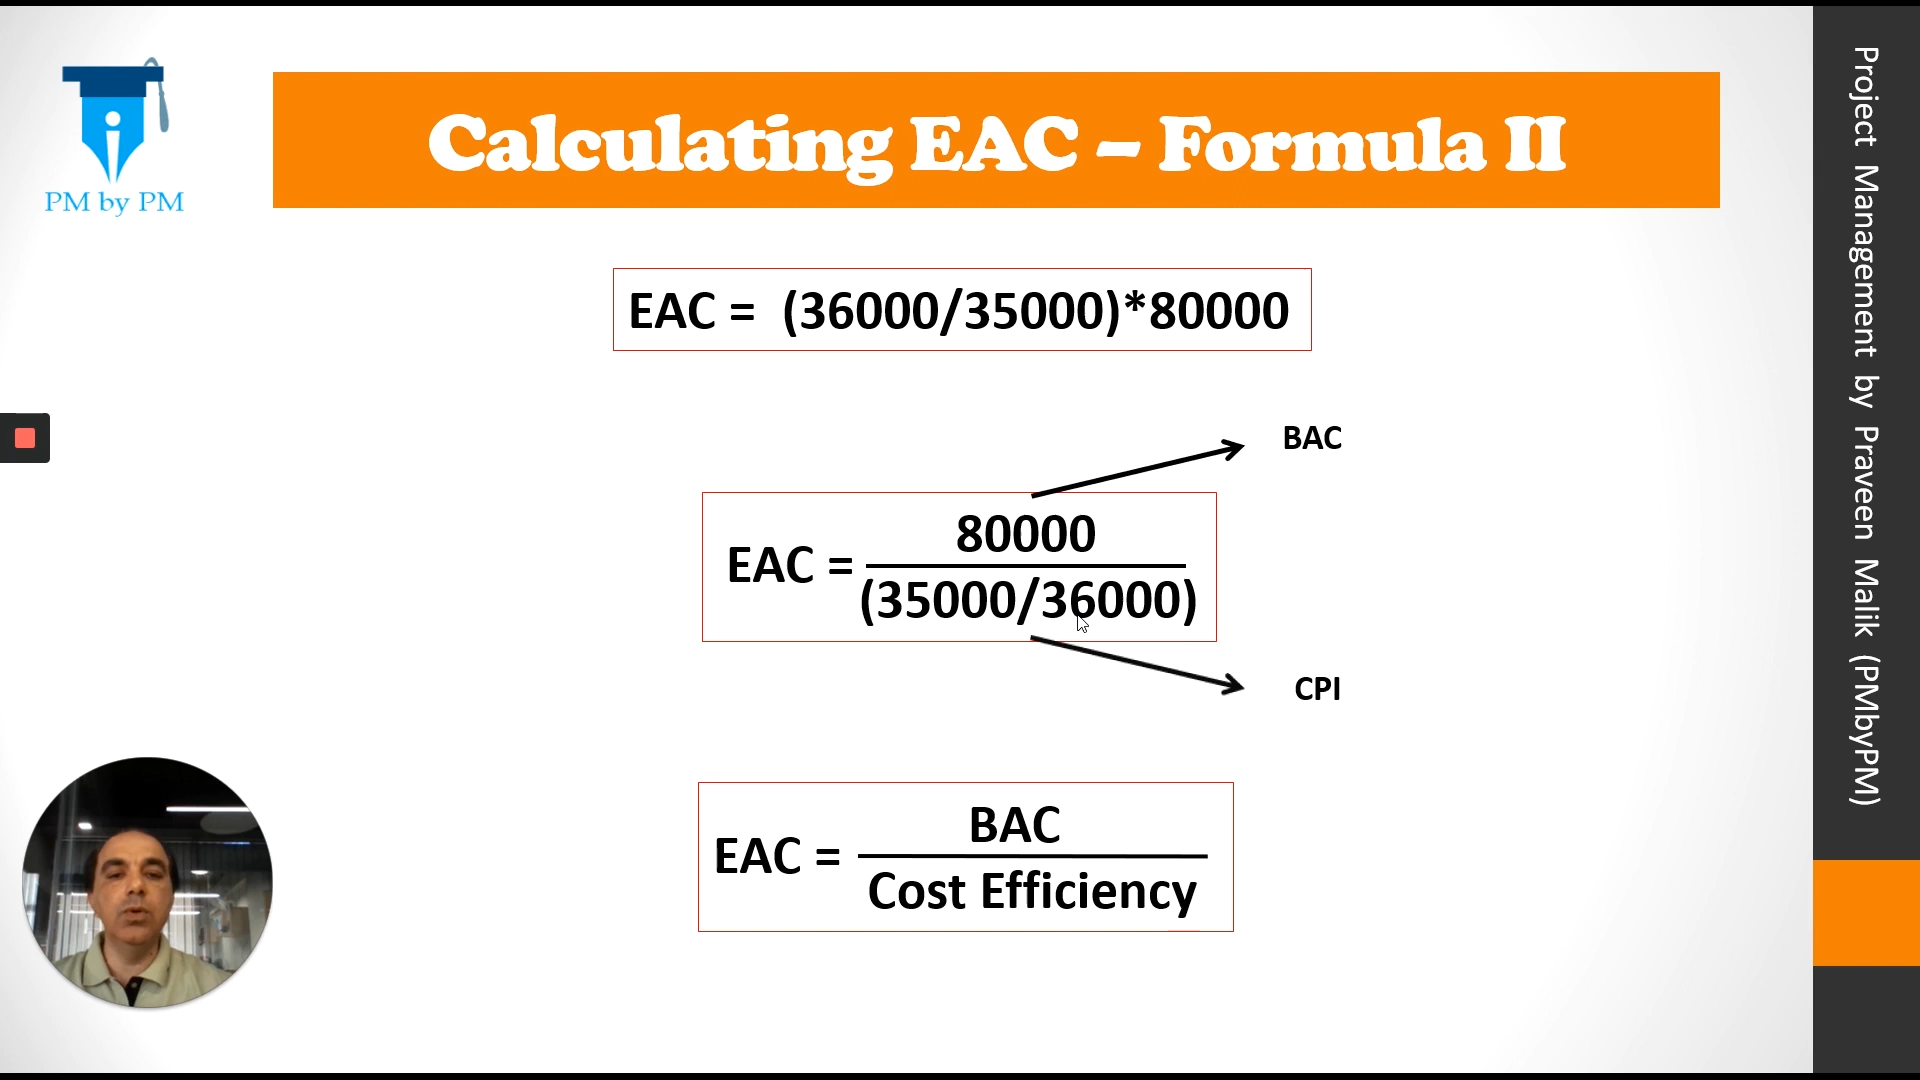 PM by PM
Calculating EAC – Formula II
EAC = (36000/35000)*80000
BAC
EAC = 80000
(35000/36000)
CPI
EAC = BAC
Cost Efficiency
Project Management by Praveen Malik (PMbyPM)